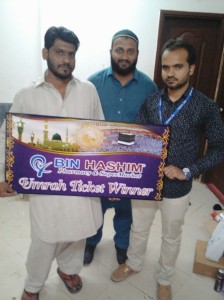 BIN HASHIM
Pharmacy & SuperMarket
Umrah Ticket Winner